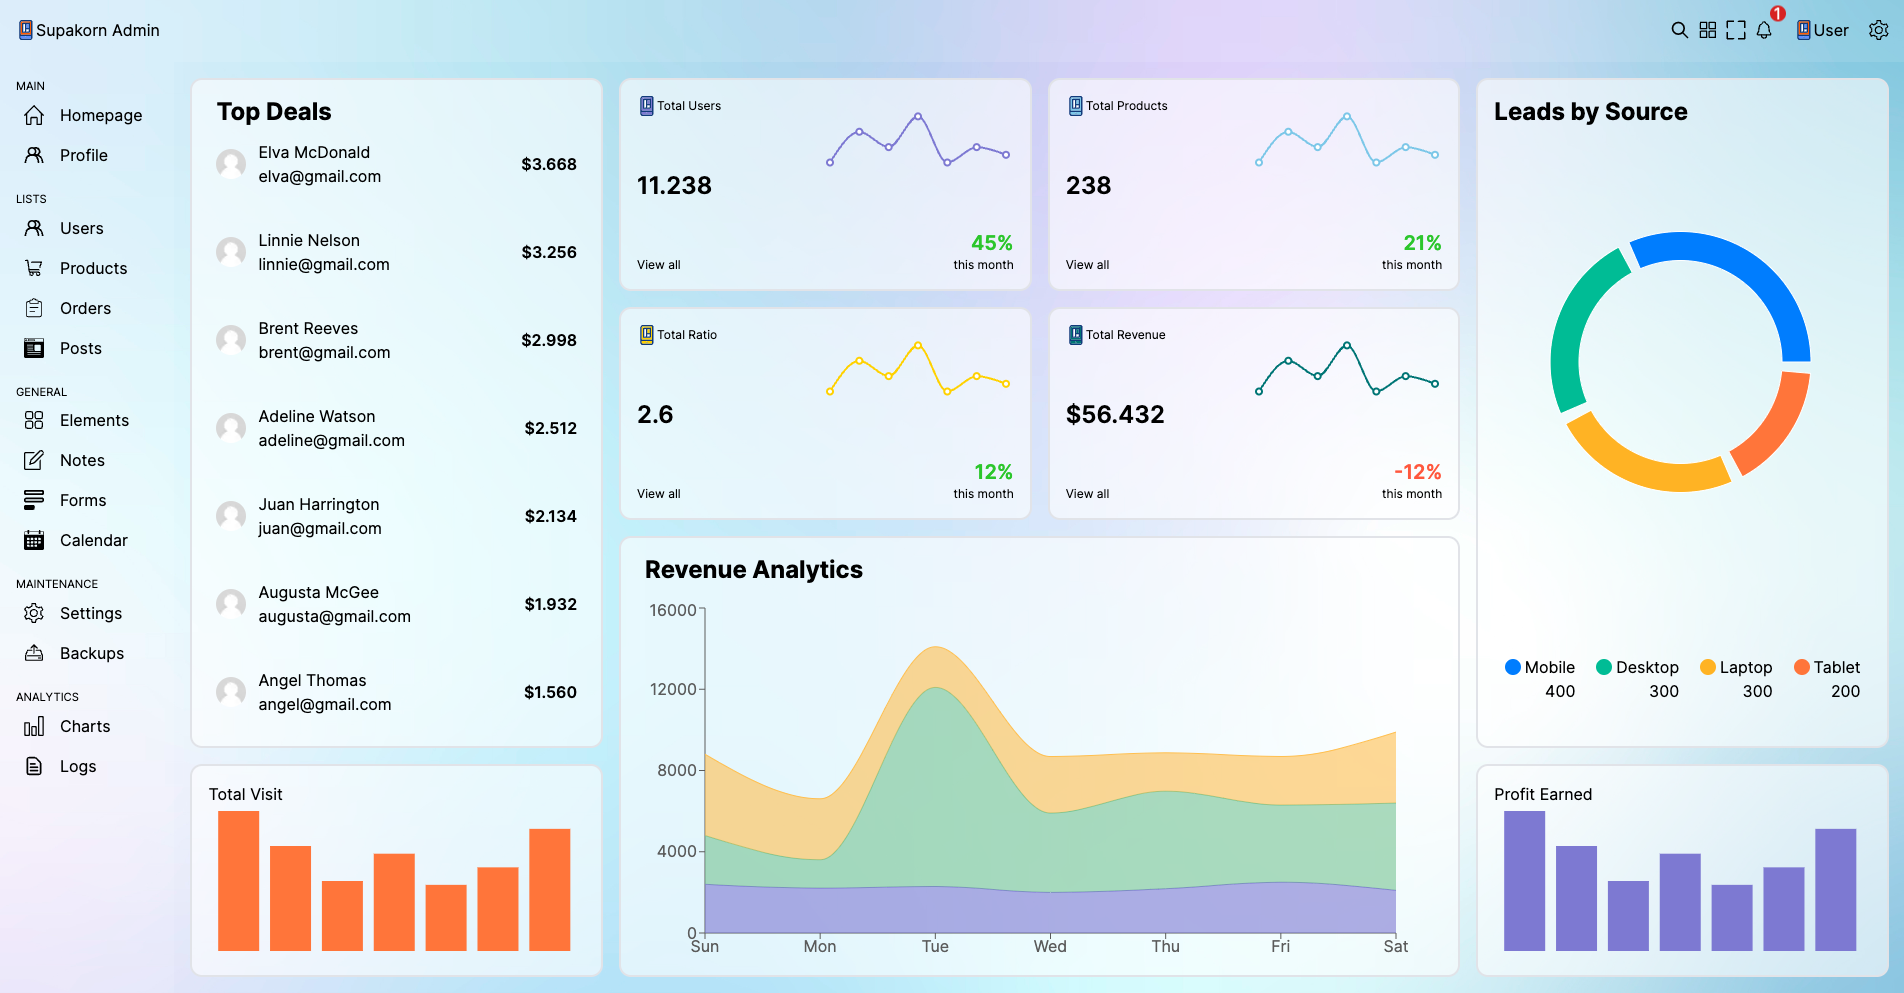 Supakorn Admin
1
User
MAIN
Homepage
Profile
LISTS
Users
Products
Orders
Posts
GENERAL
Elements
Notes
Forms
Calendar
MAINTENANCE
Settings
Backups
ANALYTICS
Charts
Logs
Top Deals
Elva McDonald
elva@gmail.com
$3.668
Linnie Nelson
linnie@gmail.com
$3.256
Brent Reeves
brent@gmail.com
$2.998
Adeline Watson
adeline@gmail.com
$2.512
Juan Harrington
juan@gmail.com
$2.134
Augusta McGee
augusta@gmail.com
$1.932
Angel Thomas
angel@gmail.com
$1.560
Total Visit
Total Users
11.238
View all
45%
this month
Total Products
238
View all
21%
this month
Total Ratio
2.6
View all
12%
this month
Total Revenue
$56.432
View all
-12%
this month
Revenue Analytics
16000
12000
8000
4000
0
Sun Mon Tue Wed Thu Fri Sat
Leads by Source
Mobile Desktop Laptop Tablet
400 300 300 200
Profit Earned